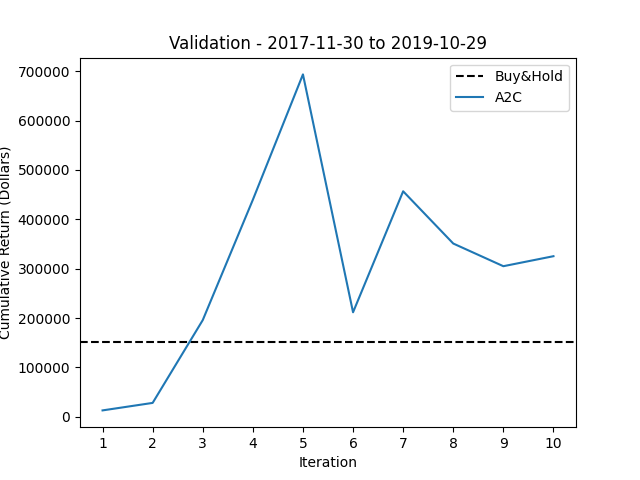 Validation - 2017-11-30 to 2019-10-29
Buy&Hold
A2C
Cumulative Return (Dollars)
700000
600000
500000
400000
300000
200000
100000
0
1 2 3 4 5 6 7 8 9 10
Iteration